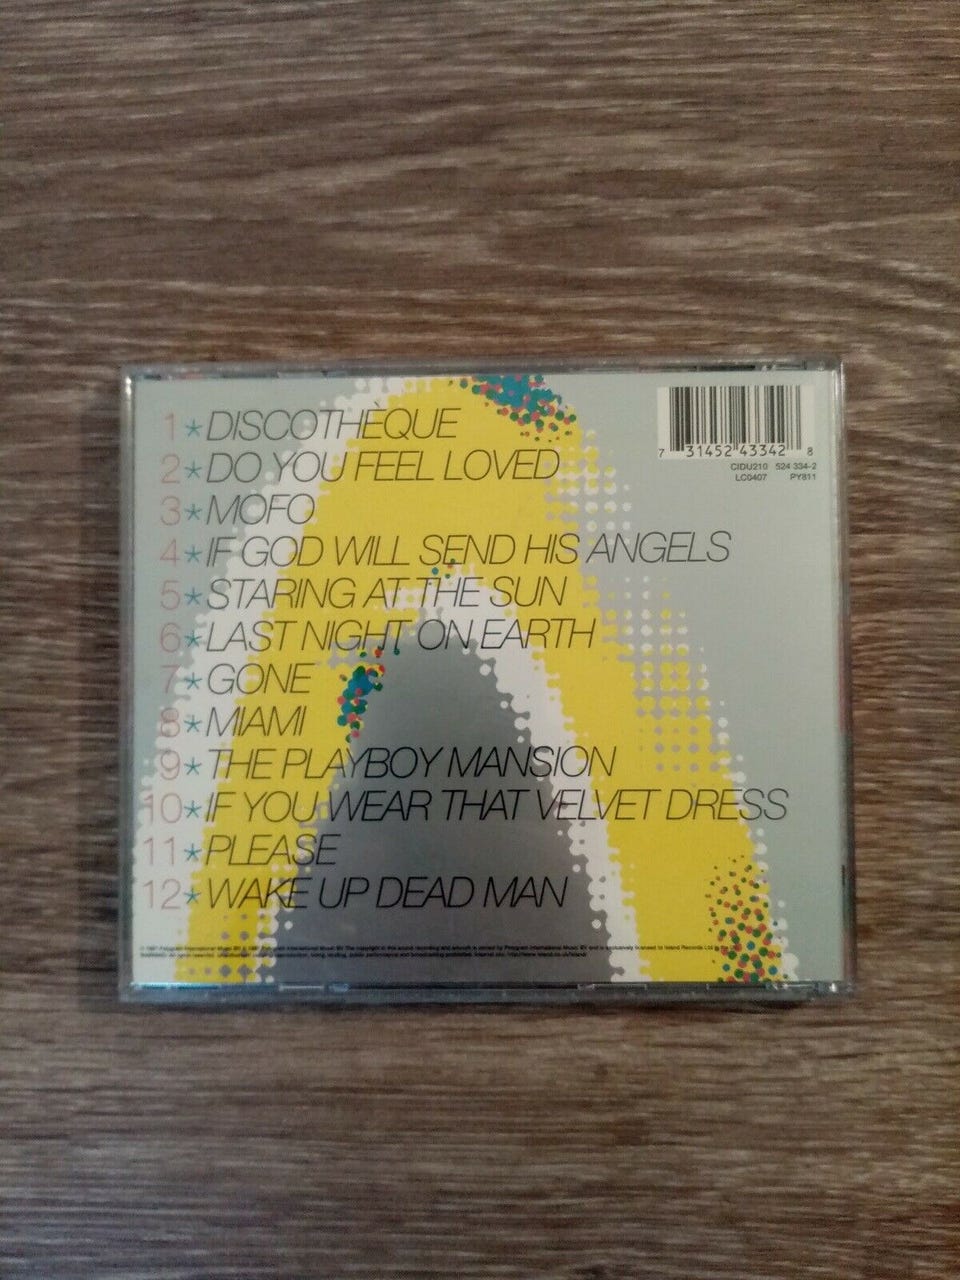 1*DISCOTHÈQUE
2*DO YOU FEEL LOVED
3*MOFO
4*IF GOD WILL SEND HIS ANGELS
5*STARING AT THE SUN
6*LAST NIGHT ON EARTH
7*GONE
8*MIAMI
9*THE PLAYBOY MANSION
10*IF YOU WEAR THAT VELVET DRESS
11*PLEASE
12*WAKE UP DEAD MAN
7 31452 43342 8
CIDU210 524 334-2
LC0407 PY811